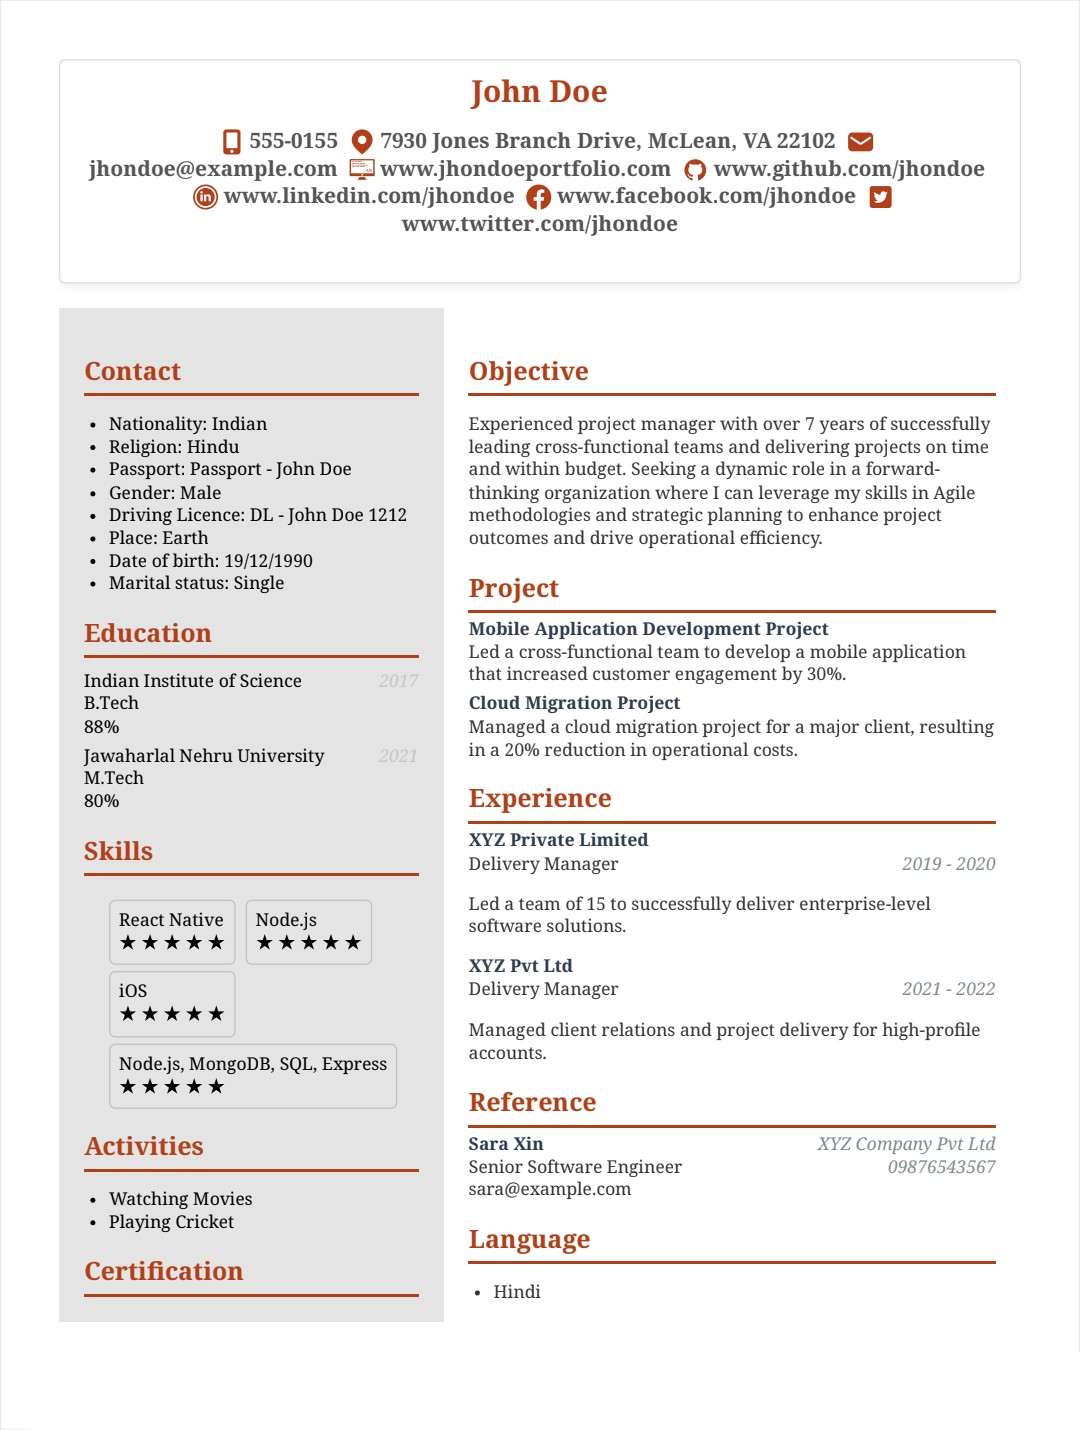 John Doe
555-0155 7930 Jones Branch Drive, McLean, VA 22102
jhondoe@example.com www.jhondoeportfolio.com www.github.com/jhondoe
www.linkedin.com/jhondoe www.facebook.com/jhondoe
www.twitter.com/jhondoe
Contact
• Nationality: Indian
• Religion: Hindu
• Passport: Passport - John Doe
• Gender: Male
• Driving Licence: DL - John Doe 1212
• Place: Earth
• Date of birth: 19/12/1990
• Marital status: Single
Education
Indian Institute of Science 2017
B.Tech
88%
Jawaharlal Nehru University 2021
M.Tech
80%
Skills
React Native Node.js
★ ★ ★ ★ ★ ★ ★ ★ ★ ★
iOS
★ ★ ★ ★ ★
Node.js, MongoDB, SQL, Express
★ ★ ★ ★ ★
Activities
• Watching Movies
• Playing Cricket
Certification
Objective
Experienced project manager with over 7 years of successfully
leading cross-functional teams and delivering projects on time
and within budget. Seeking a dynamic role in a forward-
thinking organization where I can leverage my skills in Agile
methodologies and strategic planning to enhance project
outcomes and drive operational efficiency.
Project
Mobile Application Development Project
Led a cross-functional team to develop a mobile application
that increased customer engagement by 30%.
Cloud Migration Project
Managed a cloud migration project for a major client, resulting
in a 20% reduction in operational costs.
Experience
XYZ Private Limited
Delivery Manager 2019 - 2020
Led a team of 15 to successfully deliver enterprise-level
software solutions.
XYZ Pvt Ltd
Delivery Manager 2021 - 2022
Managed client relations and project delivery for high-profile
accounts.
Reference
Sara Xin XYZ Company Pvt Ltd
Senior Software Engineer 09876543567
sara@example.com
Language
• Hindi